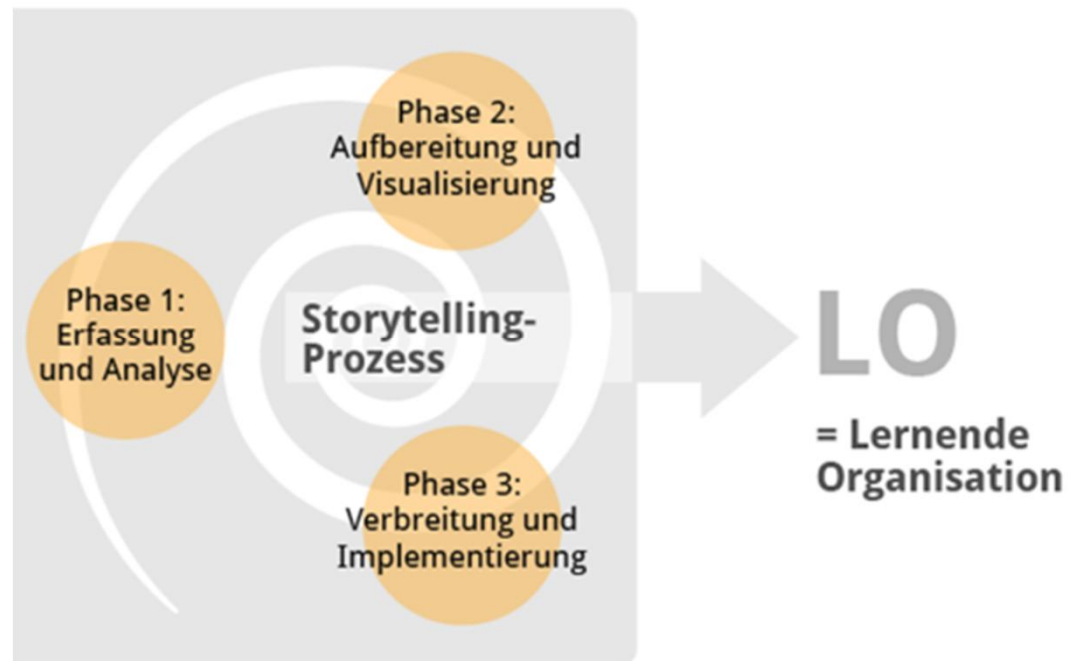 Phase 1:
Erfassung
und Analyse
Phase 2:
Aufbereitung und
Visualisierung
Phase 3:
Verbreitung und
Implementierung
Storytelling-
Prozess
LO
= Lernende
Organisation